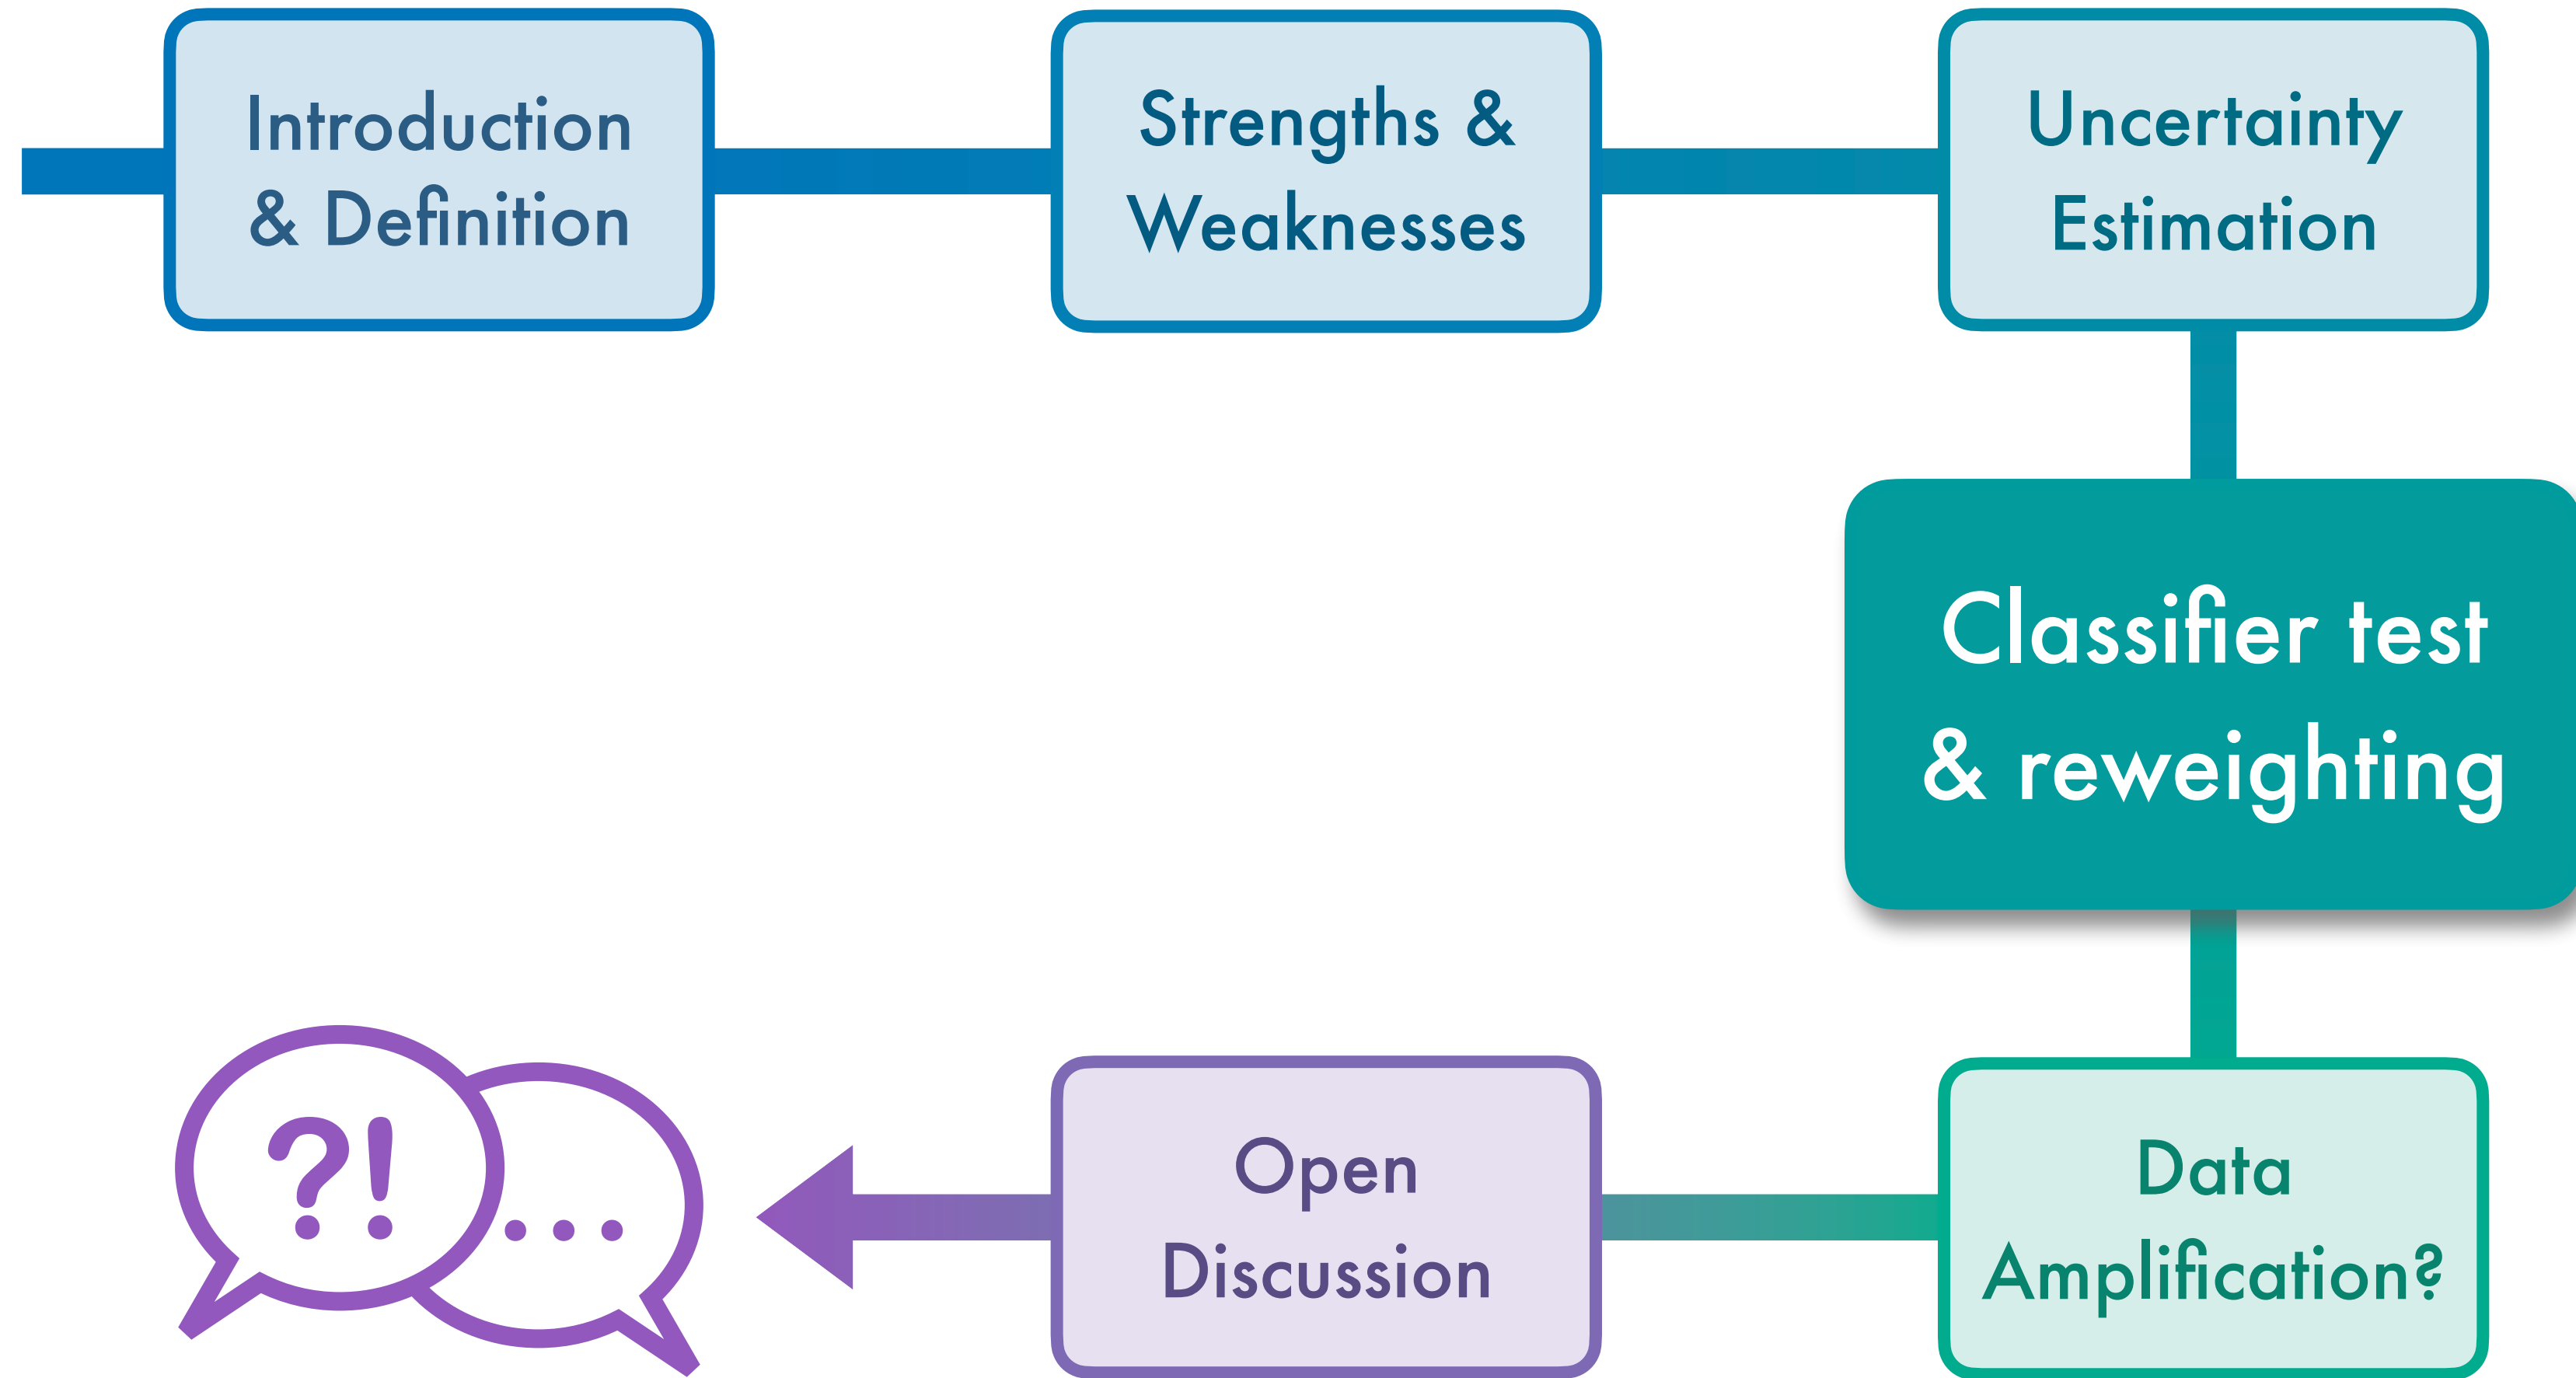 Introduction
& Definition
Strengths &
Weaknesses
Uncertainty
Estimation
Classifier test
& reweighting
Data
Amplification?
Open
Discussion
?!
...